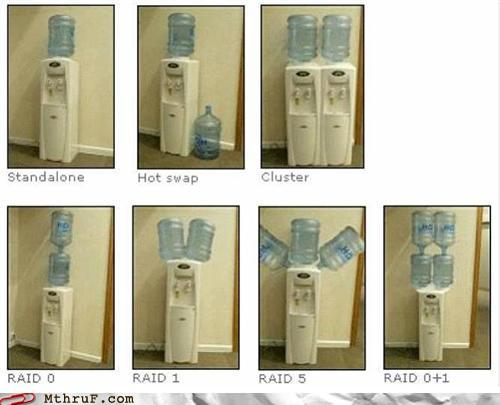 Standalone
Hot swap
Cluster
RAID 0
RAID 1
RAID 5
RAID 0+1
MthruF.com